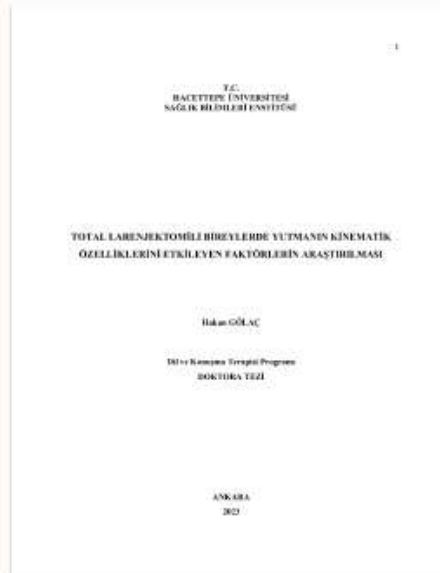 1
T.C.
HACETTEPE ÜNİVERSİTESİ
SAĞLIK BİLİMLERİ ENSTİTÜSÜ
TOTAL LARENJEKTOMİLİ BİREYLERDE YUTMANIN KİNEMATİK
ÖZELLİKLERİNİ ETKİLEYEN FAKTÖRLERİN ARAŞTIRILMASI
Hakan GÖLAÇ
Dil ve Konuşma Terapisi Programı
DOKTORA TEZİ
ANKARA
2023